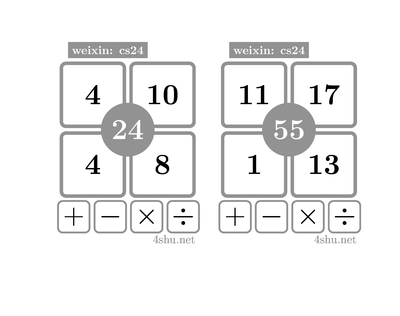 weixin: cs24
4 10
24
4 8
+ − × ÷
4shu.net
weixin: cs24
11 17
55
1 13
+ − × ÷
4shu.net